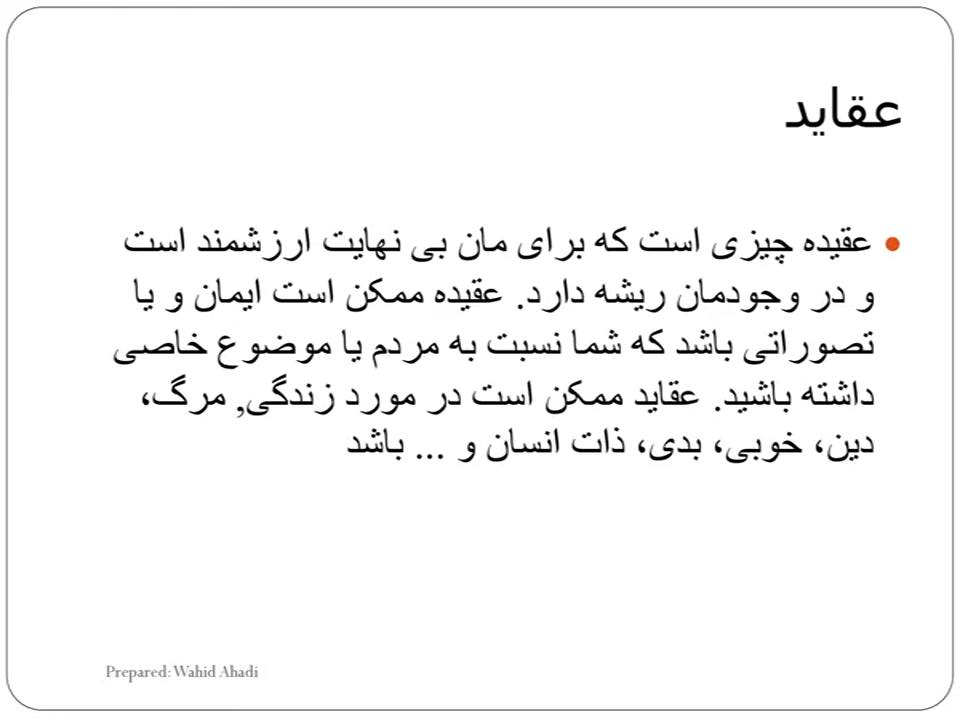 عقاید
• عقیده چیزی است که برای مان بی نهایت ارزشمند است
و در وجودمان ریشه دارد. عقیده ممکن است ایمان و یا
تصوراتی باشد که شما نسبت به مردم یا موضوع خاصی
داشته باشید. عقاید ممکن است در مورد زندگی, مرگ،
دین، خوبی، بدی، ذات انسان و ... باشد
Prepared: Wahid Ahadi